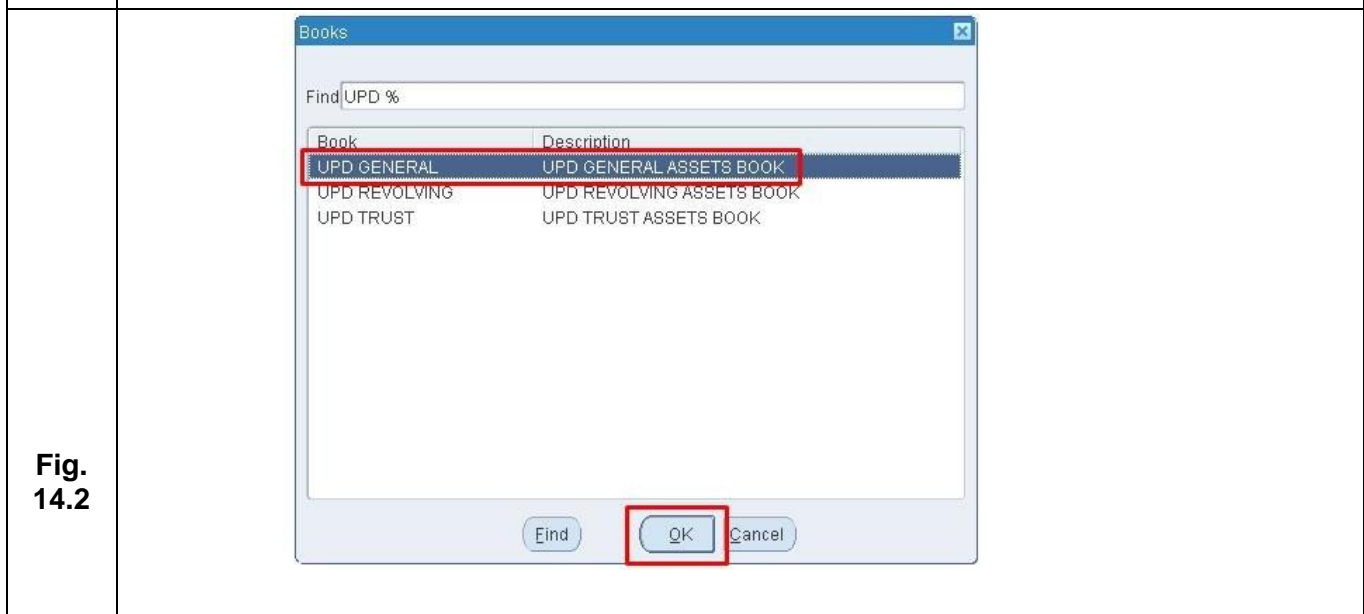 Books
Find UPD %
Book Description
UPD GENERAL UPD GENERAL ASSETS BOOK
UPD REVOLVING UPD REVOLVING ASSETS BOOK
UPD TRUST UPD TRUST ASSETS BOOK
Fig.
14.2
Find OK Cancel